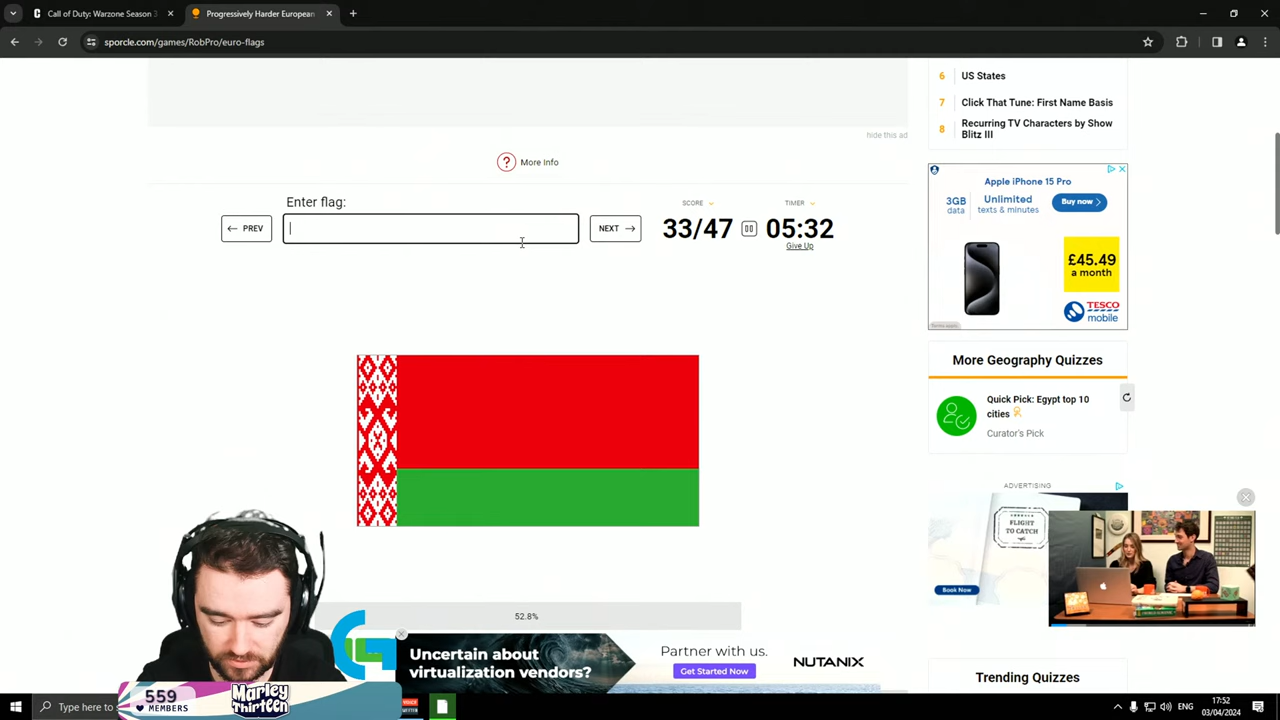 Call of Duty: Warzone Season 3
Progressively Harder European
sporcle.com/games/RobPro/euro-flags
6 US States
7 Click That Tune: First Name Basis
8 Recurring TV Characters by Show Blitz III
hide this ad
? More Info
Enter flag:
← PREV
NEXT →
SCORE
33/47
TIMER
05:32
Give Up
Apple iPhone 15 Pro
3GB data
Unlimited texts & minutes
Buy now
£45.49 a month
TESCO mobile
Terms apply.
More Geography Quizzes
Quick Pick: Egypt top 10 cities
Curator's Pick
ADVERTISING
FLIGHT TO CATCH
Book Now
52.8%
Uncertain about virtualization vendors?
Partner with us.
Get Started Now
NUTANIX
Trending Quizzes
559 MEMBERS
Marley Thirteen
Type here to s
ENG
17:52
03/04/2024